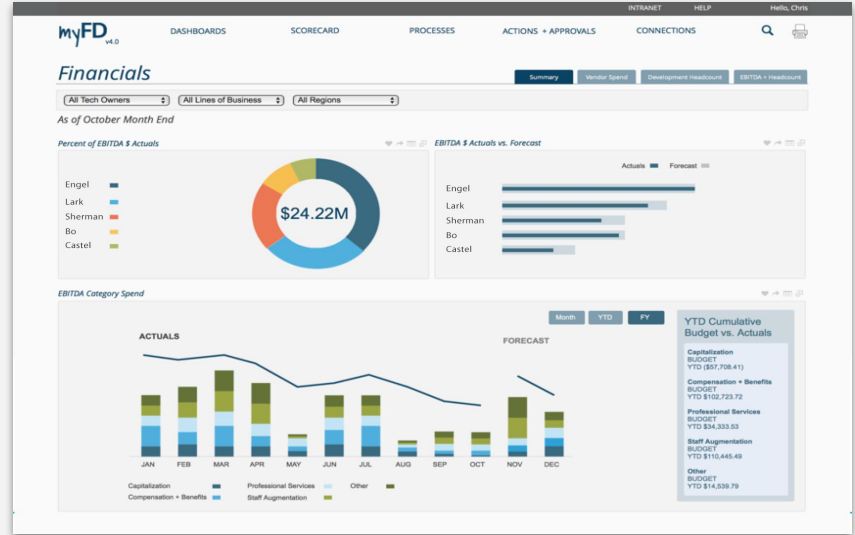 INTRANET HELP Hello, Chris
myFD v4.0 DASHBOARDS SCORECARD PROCESSES ACTIONS + APPROVALS CONNECTIONS
Financials
Summary Vendor Spend Development Headcount EBITDA + Headcount
All Tech Owners All Lines of Business All Regions
As of October Month End
Percent of EBITDA $ Actuals
Engel
Lark
Sherman
Bo
Castel
$24.22M
EBITDA $ Actuals vs. Forecast
Actuals Forecast
Engel
Lark
Sherman
Bo
Castel
EBITDA Category Spend
Month YTD FY
ACTUALS
FORECAST
JAN FEB MAR APR MAY JUN JUL AUG SEP OCT NOV DEC
Capitalization Professional Services Other
Compensation + Benefits Staff Augmentation
YTD Cumulative
Budget vs. Actuals
Capitalization
BUDGET
YTD ($57,708.41)
Compensation + Benefits
BUDGET
YTD $102,723.72
Professional Services
BUDGET
YTD $34,333.53
Staff Augmentation
BUDGET
YTD $110,445.49
Other
BUDGET
YTD $14,539.79